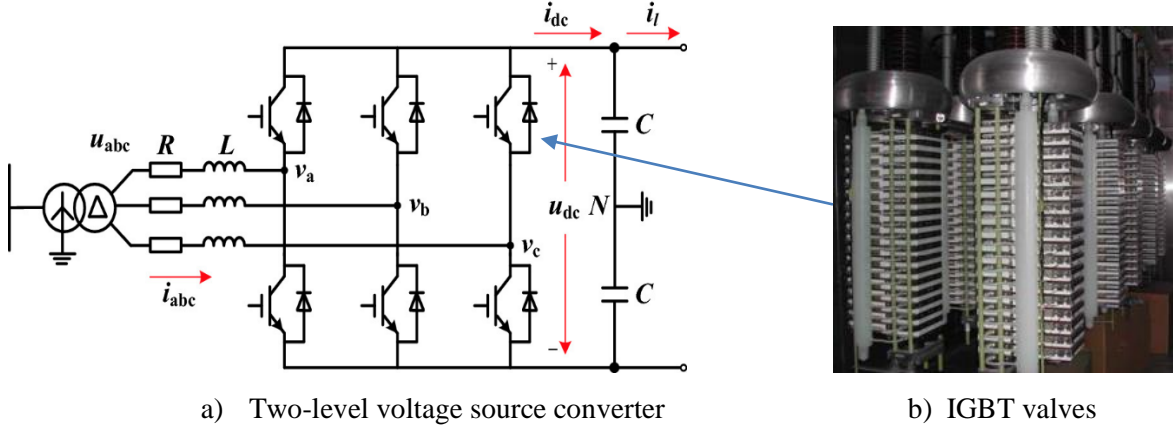 i_dc i_l
+
u_abc R L
C
v_a
v_b u_dc N
v_c
i_abc
C
−
a) Two-level voltage source converter b) IGBT valves